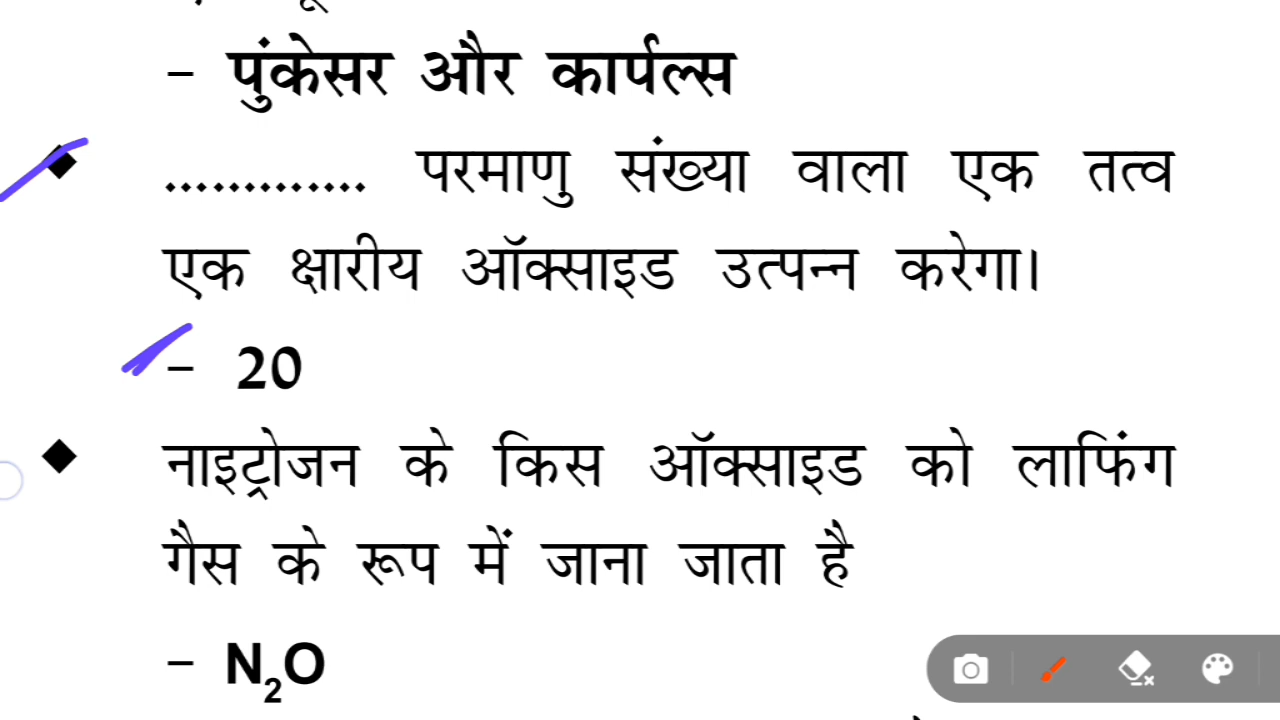 – पुंकेसर और कार्पल्स
◆ ............. परमाणु संख्या वाला एक तत्व
एक क्षारीय ऑक्साइड उत्पन्न करेगा।
– 20
◆ नाइट्रोजन के किस ऑक्साइड को लाफिंग
गैस के रूप में जाना जाता है
– N₂O